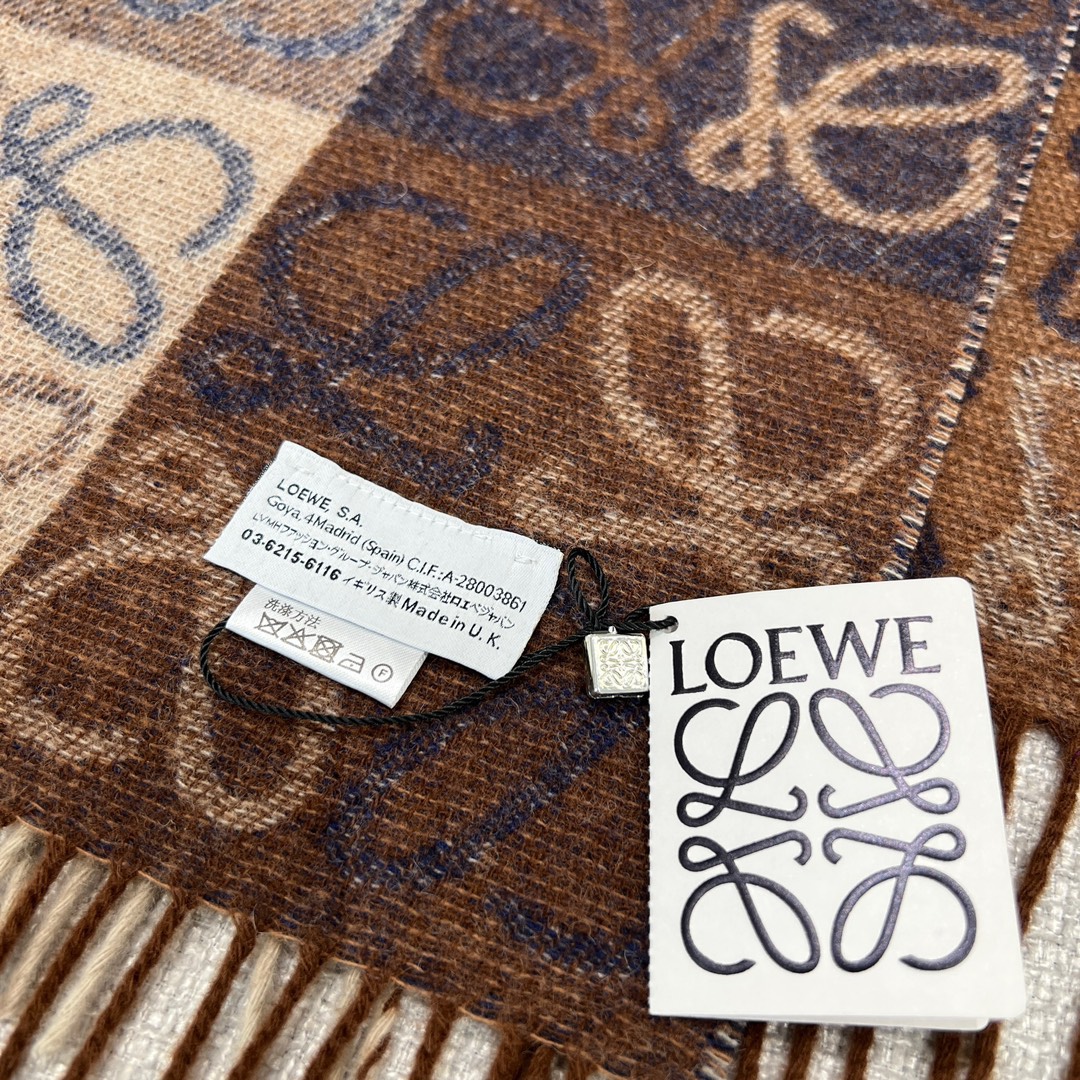 LOEWE, S.A.
Goya, 4 Madrid (Spain) C.I.F.: A-28003861
LVMHファッション・グループ・ジャパン株式会社ロエベジャパン
03-6215-6116 イギリス製 Made in U.K.
洗涤方法
F
LOEWE